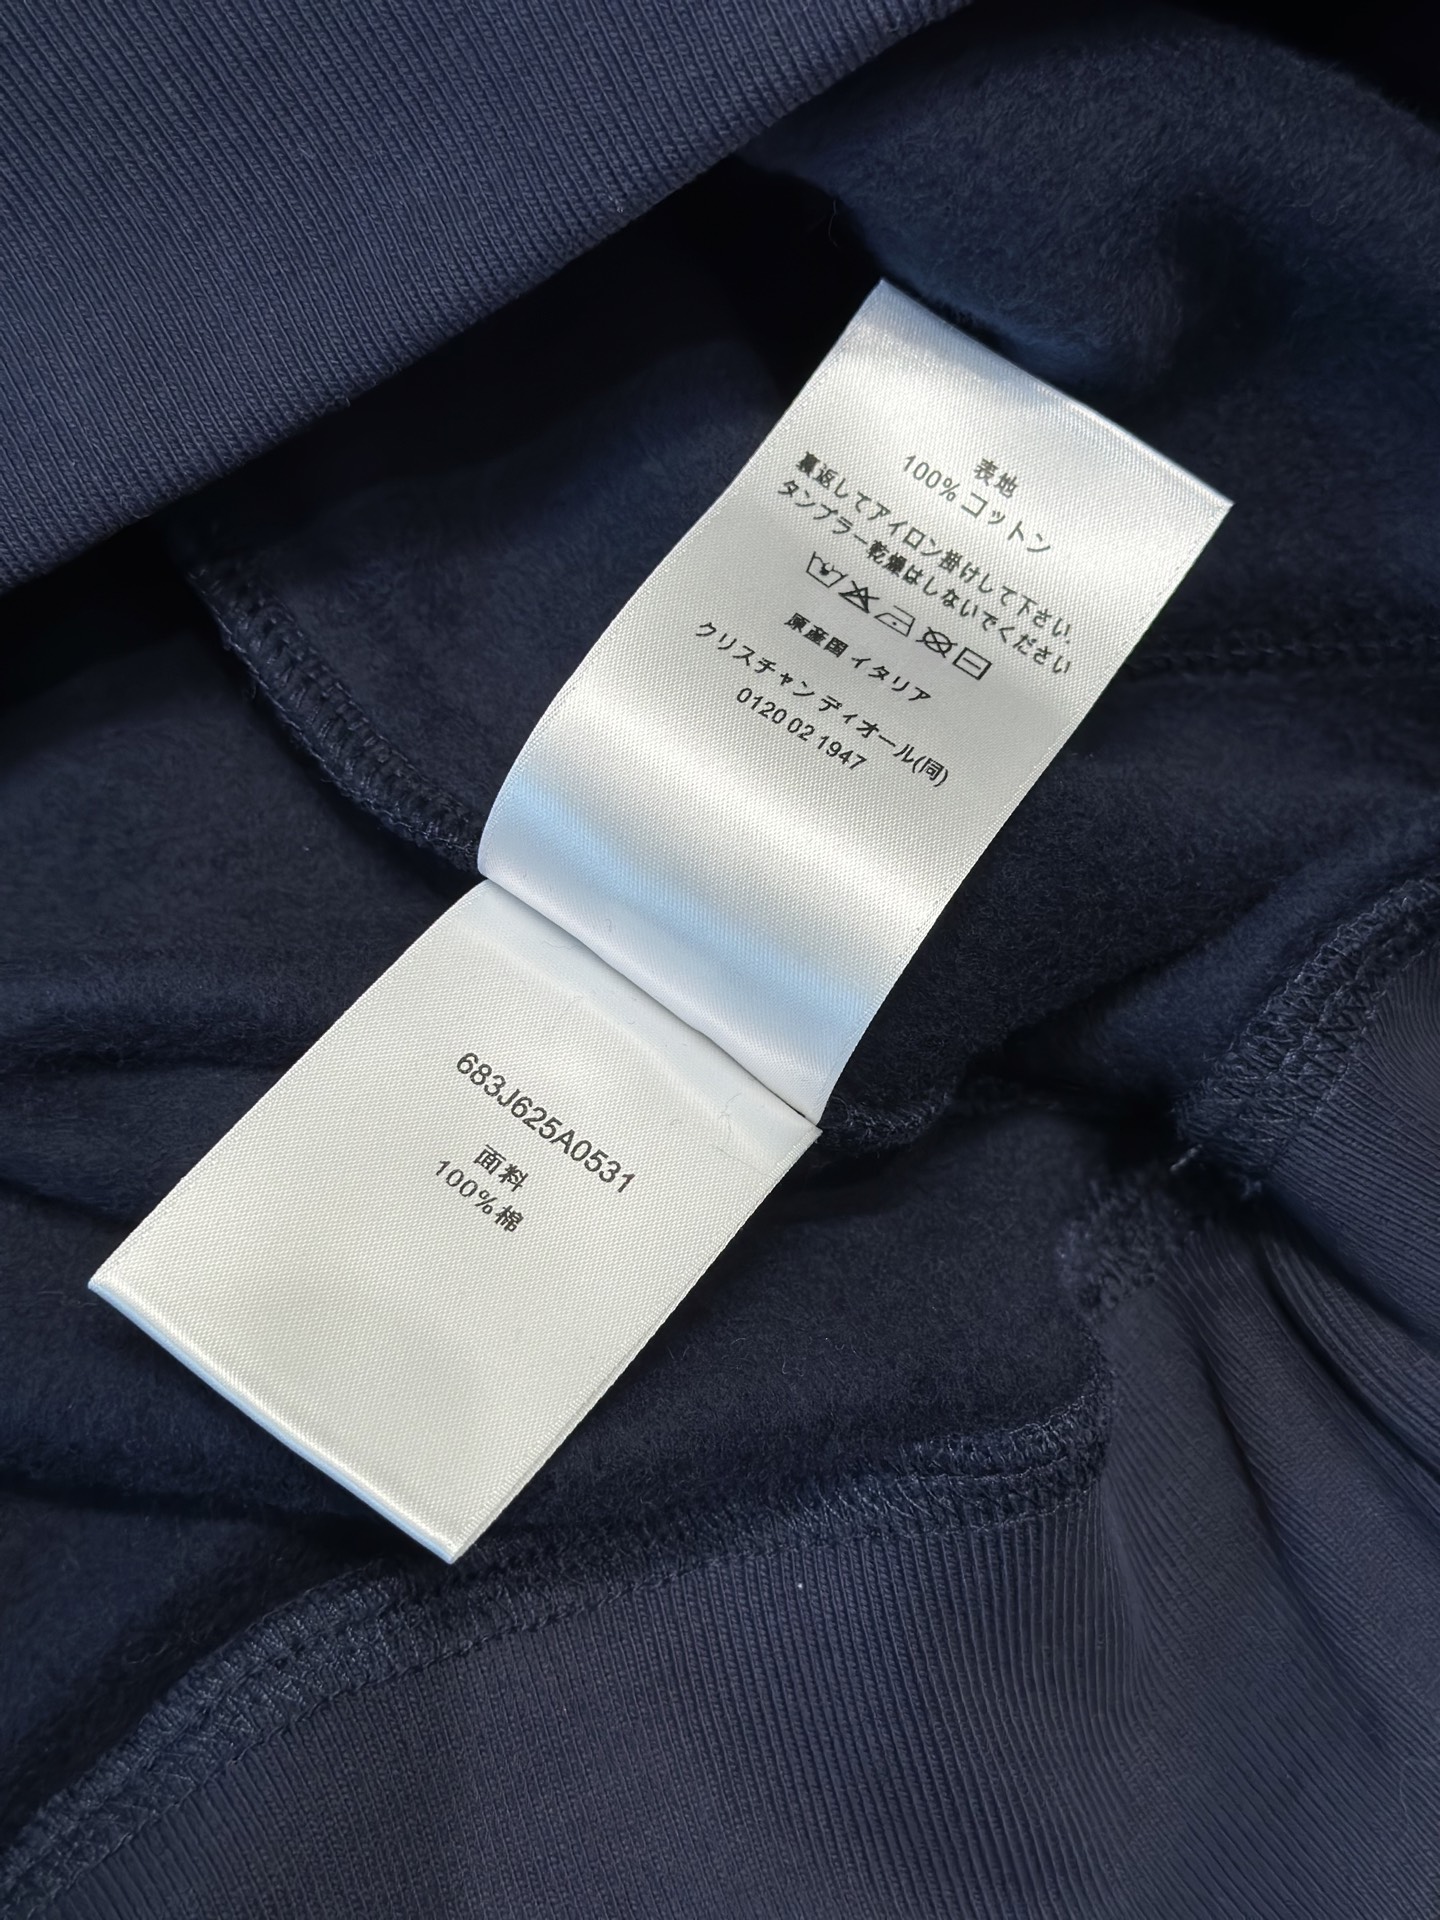 表地
100% コットン
裏返してアイロン掛けして下さい.
タンブラー乾燥はしないでください
原産国 イタリア
クリスチャン ディオール(同)
0120 02 1947
683J625A0531
面料
100%棉